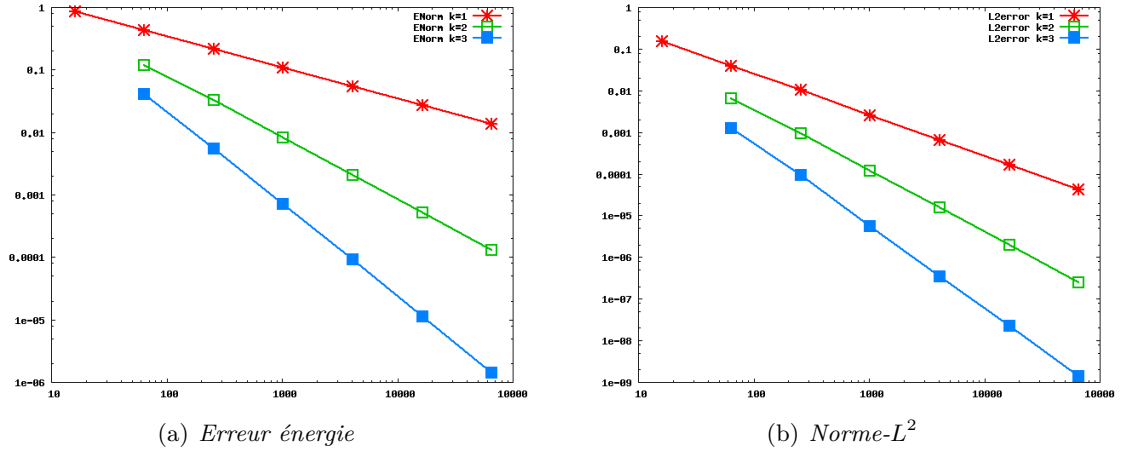 1
0.1
0.01
0.001
0.0001
1e-05
1e-06
10
100
1000
10000
10000
ENorm k=1
ENorm k=2
ENorm k=3
(a) Erreur énergie
1
0.1
0.01
0.001
0.0001
1e-05
1e-06
1e-07
1e-08
1e-09
10
100
1000
10000
10000
L2error k=1
L2error k=2
L2error k=3
(b) Norme-L²